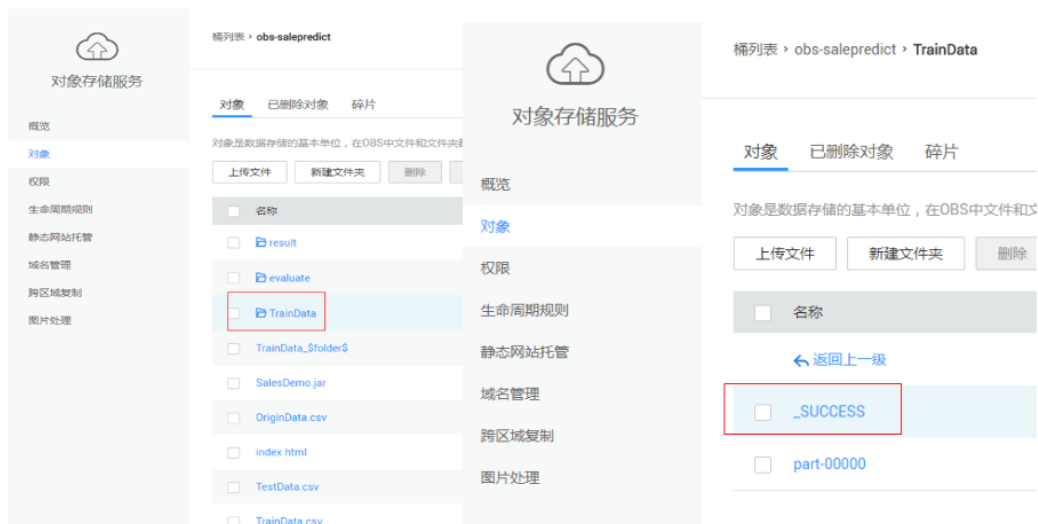 对象存储服务
概览
对象
权限
生命周期规则
静态网站托管
域名管理
跨区域复制
图片处理
桶列表 › obs-salepredict
对象 已删除对象 碎片
对象是数据存储的基本单位，在OBS中文件和文件夹
上传文件 新建文件夹 删除
名称
result
evaluate
TrainData
TrainData_$folder$
SalesDemo.jar
OriginData.csv
index.html
TestData.csv
TrainData.csv
对象存储服务
概览
对象
权限
生命周期规则
静态网站托管
域名管理
跨区域复制
图片处理
桶列表 › obs-salepredict › TrainData
对象 已删除对象 碎片
对象是数据存储的基本单位，在OBS中文件和文
上传文件 新建文件夹 删除
名称
返回上一级
_SUCCESS
part-00000